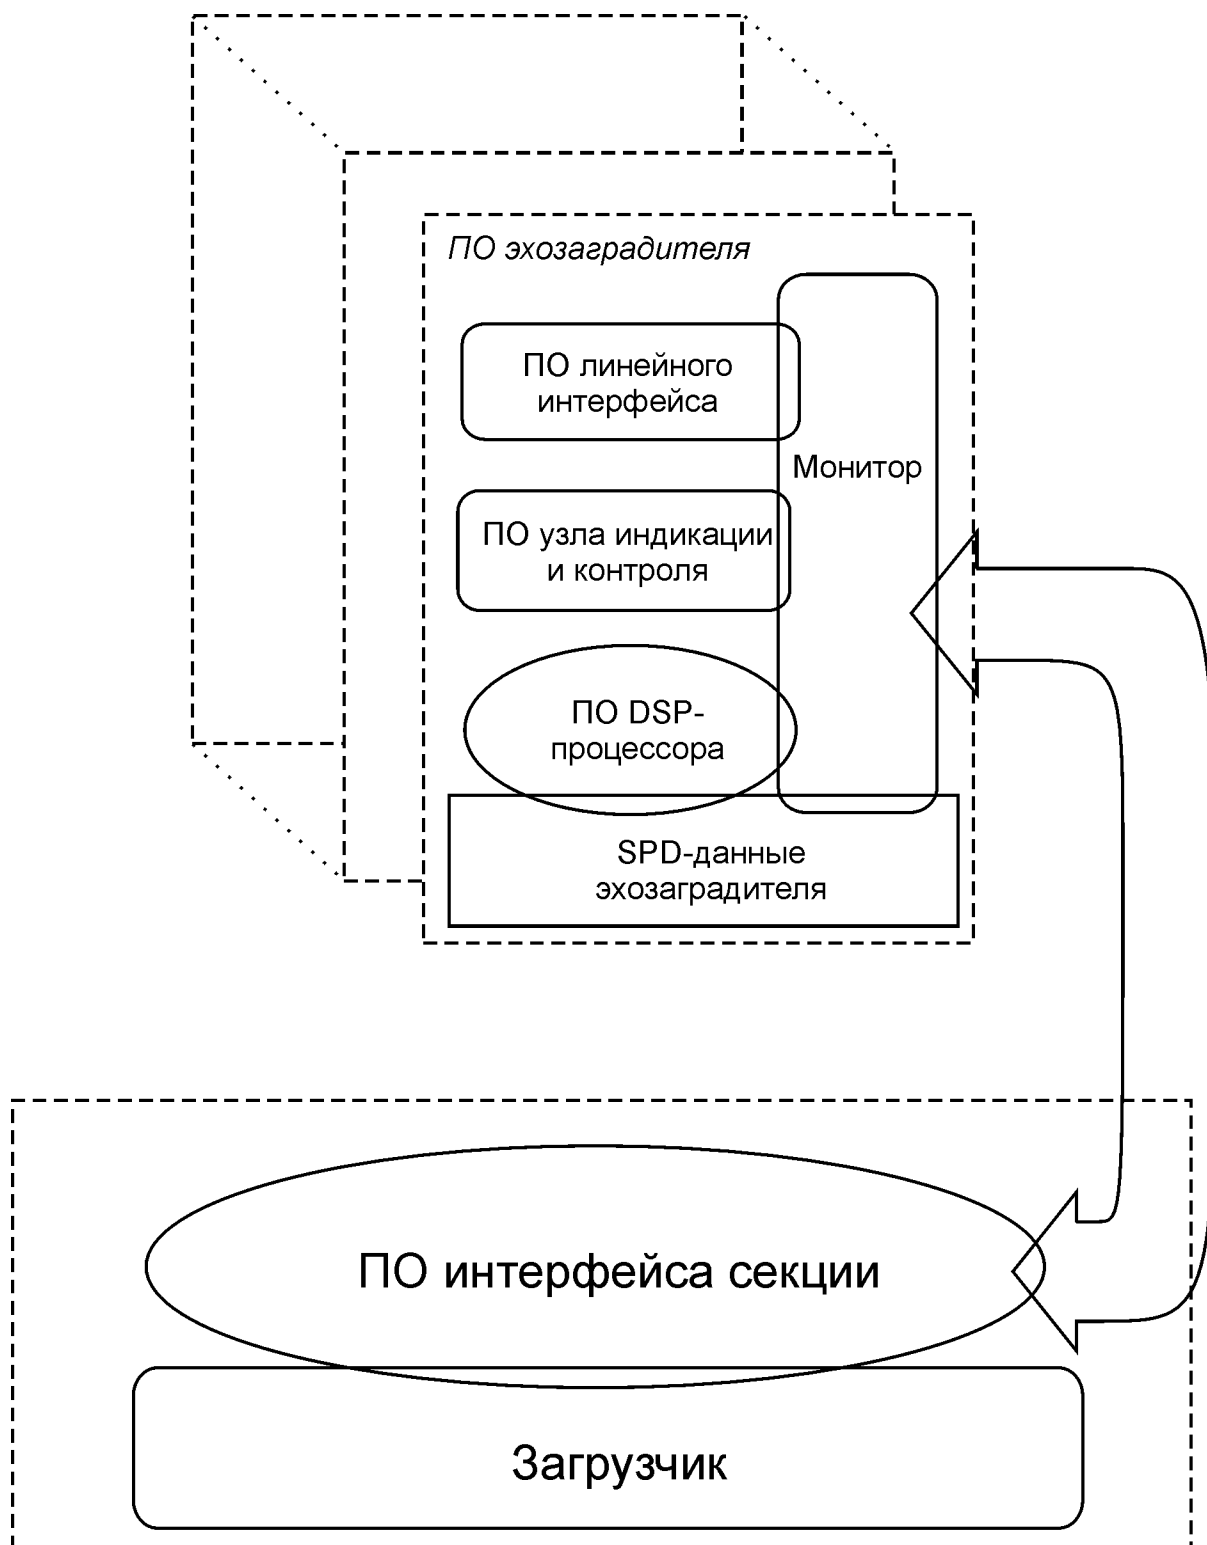 ПО эхозаградителя
ПО линейного
интерфейса
Монитор
ПО узла индикации
и контроля
ПО DSP-
процессора
SPD-данные
эхозаградителя
ПО интерфейса секции
Загрузчик